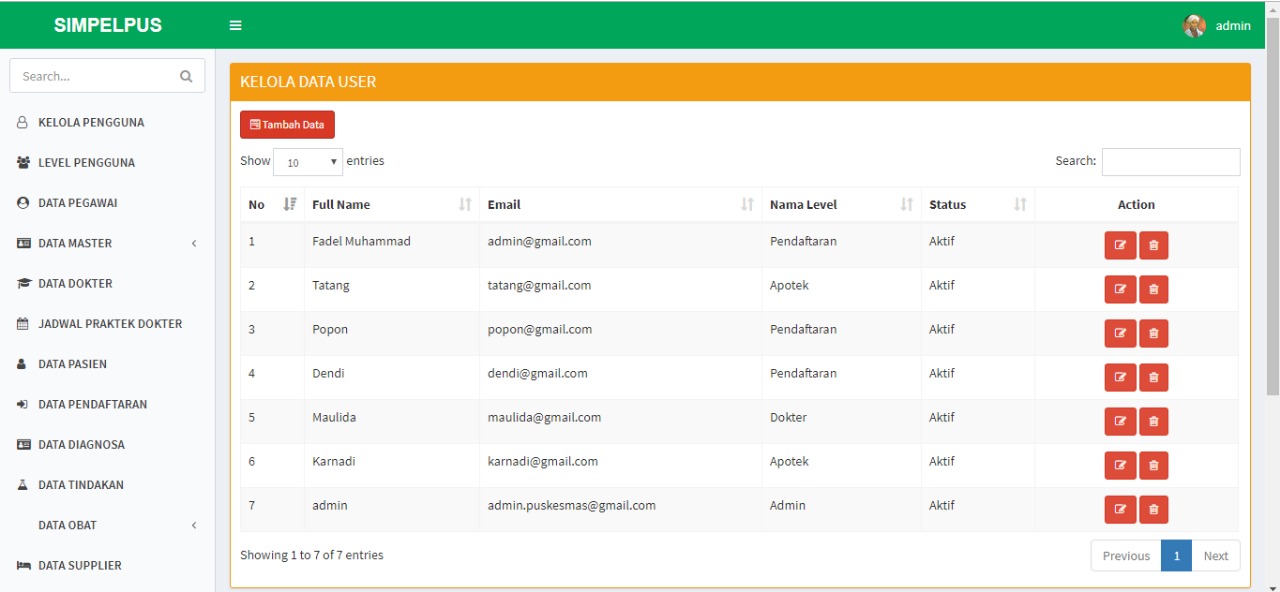 SIMPELPUS
admin
Search...
KELOLA PENGGUNA
LEVEL PENGGUNA
DATA PEGAWAI
DATA MASTER
DATA DOKTER
JADWAL PRAKTEK DOKTER
DATA PASIEN
DATA PENDAFTARAN
DATA DIAGNOSA
DATA TINDAKAN
DATA OBAT
DATA SUPPLIER
KELOLA DATA USER
Tambah Data
Show 10 entries
Search:
No Full Name Email Nama Level Status Action
1 Fadel Muhammad admin@gmail.com Pendaftaran Aktif
2 Tatang tatang@gmail.com Apotek Aktif
3 Popon popon@gmail.com Pendaftaran Aktif
4 Dendi dendi@gmail.com Pendaftaran Aktif
5 Maulida maulida@gmail.com Dokter Aktif
6 Karnadi karnadi@gmail.com Apotek Aktif
7 admin admin.puskesmas@gmail.com Admin Aktif
Showing 1 to 7 of 7 entries
Previous 1 Next